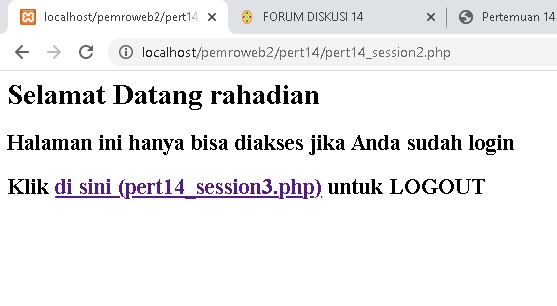 localhost/pemroweb2/pert14
FORUM DISKUSI 14
Pertemuan 14
localhost/pemroweb2/pert14/pert14_session2.php
Selamat Datang rahadian
Halaman ini hanya bisa diakses jika Anda sudah login
Klik di sini (pert14_session3.php) untuk LOGOUT